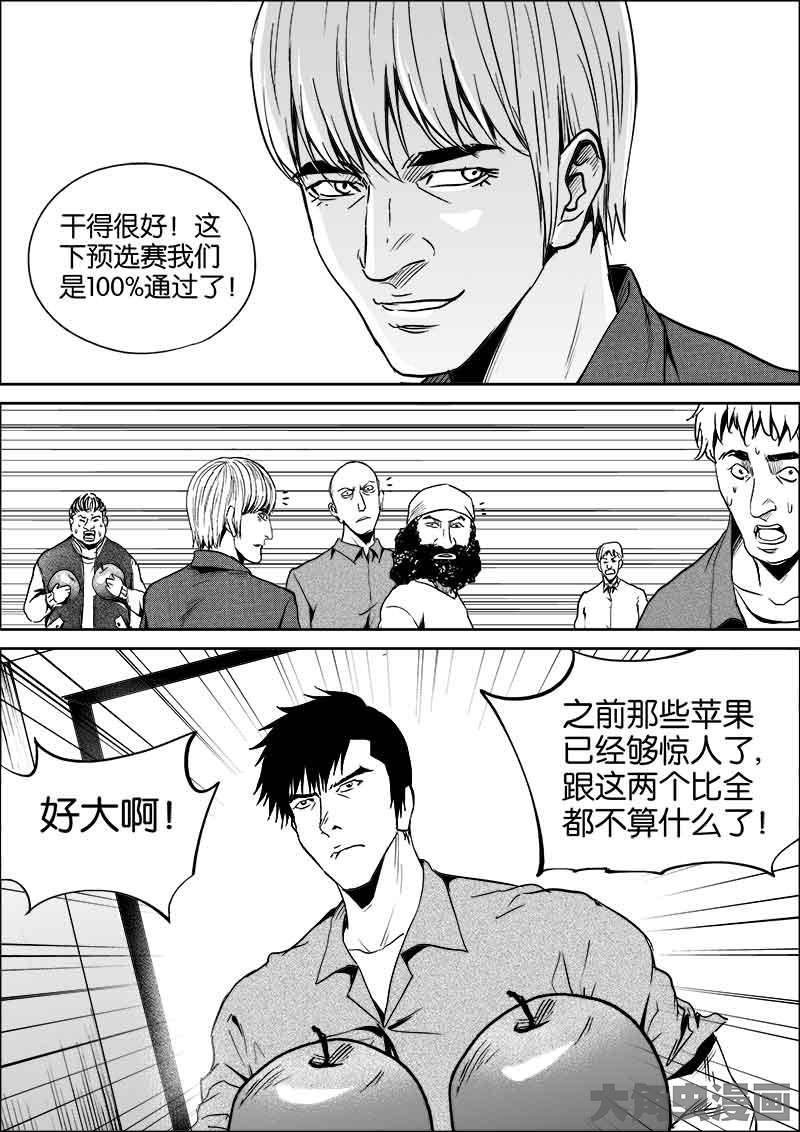 干得很好！这
下预选赛我们
是100%通过了！
好大啊！
之前那些苹果
已经够惊人了，
跟这两个比全
都不算什么了！
大角虫漫画